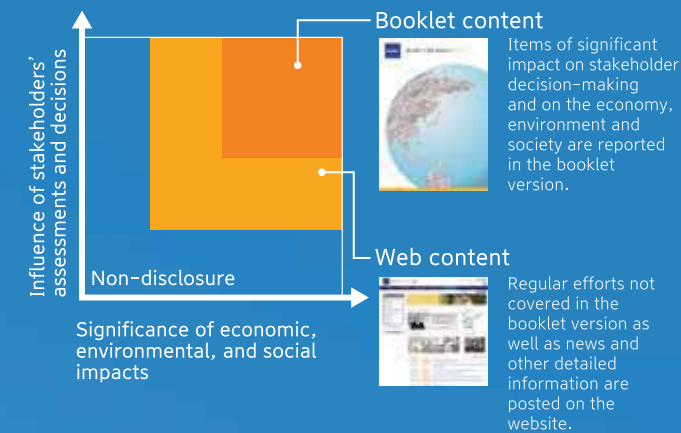 Booklet content
Items of significant
impact on stakeholder
decision-making
and on the economy,
environment and
society are reported
in the booklet
version.
Influence of stakeholders'
assessments and decisions
Web content
Non-disclosure
Regular efforts not
covered in the
booklet version as
well as news and
other detailed
information are
posted on the
website.
Significance of economic,
environmental, and social
impacts